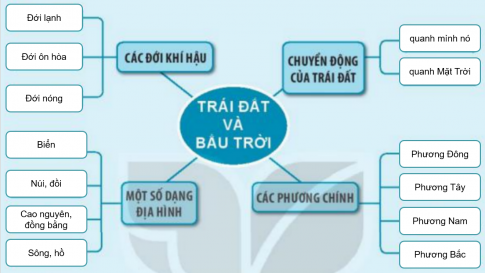 Đới lạnh
Đới ôn hòa
Đới nóng
CÁC ĐỚI KHÍ HẬU
CHUYỂN ĐỘNG
CỦA TRÁI ĐẤT
quanh mình nó
quanh Mặt Trời
TRÁI ĐẤT
VÀ
BẦU TRỜI
Biển
Núi, đồi
Cao nguyên,
đồng bằng
Sông, hồ
MỘT SỐ DẠNG
ĐỊA HÌNH
CÁC PHƯƠNG CHÍNH
Phương Đông
Phương Tây
Phương Nam
Phương Bắc